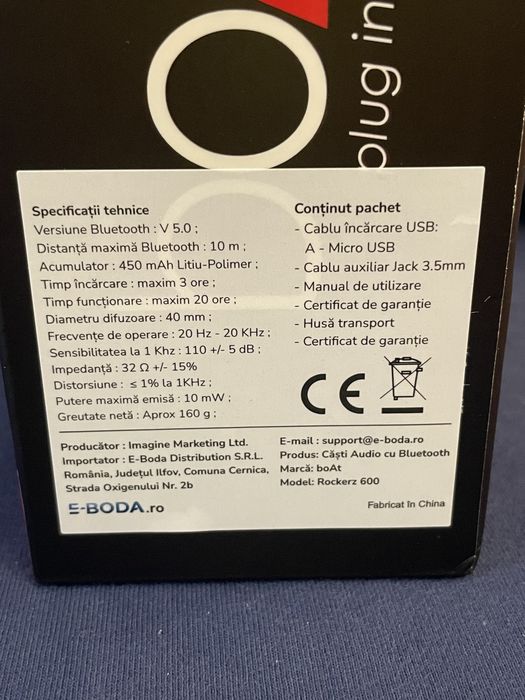 plug in
Specificații tehnice
Versiune Bluetooth : V 5.0 ;
Distanță maximă Bluetooth : 10 m ;
Acumulator : 450 mAh Litiu-Polimer ;
Timp încărcare : maxim 3 ore ;
Timp funcționare : maxim 20 ore ;
Diametru difuzoare : 40 mm ;
Frecvențe de operare : 20 Hz - 20 KHz ;
Sensibilitatea la 1 Khz : 110 +/- 5 dB ;
Impedanță : 32 Ω +/- 15%
Distorsiune : ≤ 1% la 1KHz ;
Putere maximă emisă : 10 mW ;
Greutate netă : Aprox 160 g ;
Conținut pachet
- Cablu încărcare USB:
A - Micro USB
- Cablu auxiliar Jack 3.5mm
- Manual de utilizare
- Certificat de garanție
- Husă transport
- Certificat de garanție
CE
Producător : Imagine Marketing Ltd.
Importator : E-Boda Distribution S.R.L.
România, Județul Ilfov, Comuna Cernica,
Strada Oxigenului Nr. 2b
E-BODA.ro
E-mail : support@e-boda.ro
Produs: Căști Audio cu Bluetooth
Marcă: boAt
Model: Rockerz 600
Fabricat în China